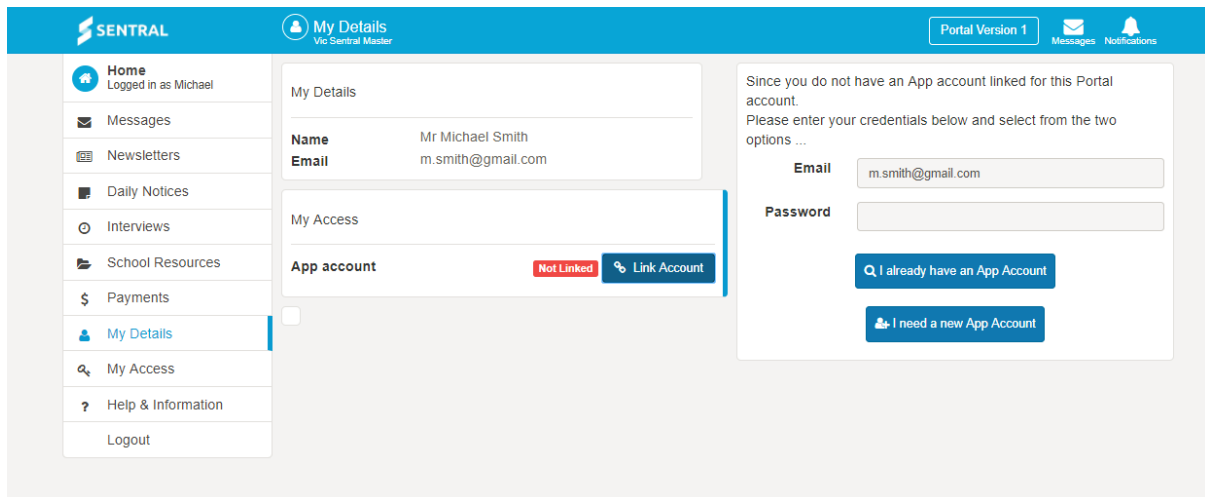 SENTRAL
My Details
Vic Sentral Master
Portal Version 1
Messages
Notifications
Home
Logged in as Michael
Messages
Newsletters
Daily Notices
Interviews
School Resources
Payments
My Details
My Access
Help & Information
Logout
My Details
Name Mr Michael Smith
Email m.smith@gmail.com
My Access
App account Not Linked Link Account
Since you do not have an App account linked for this Portal
account.
Please enter your credentials below and select from the two
options ...
Email m.smith@gmail.com
Password
I already have an App Account
I need a new App Account